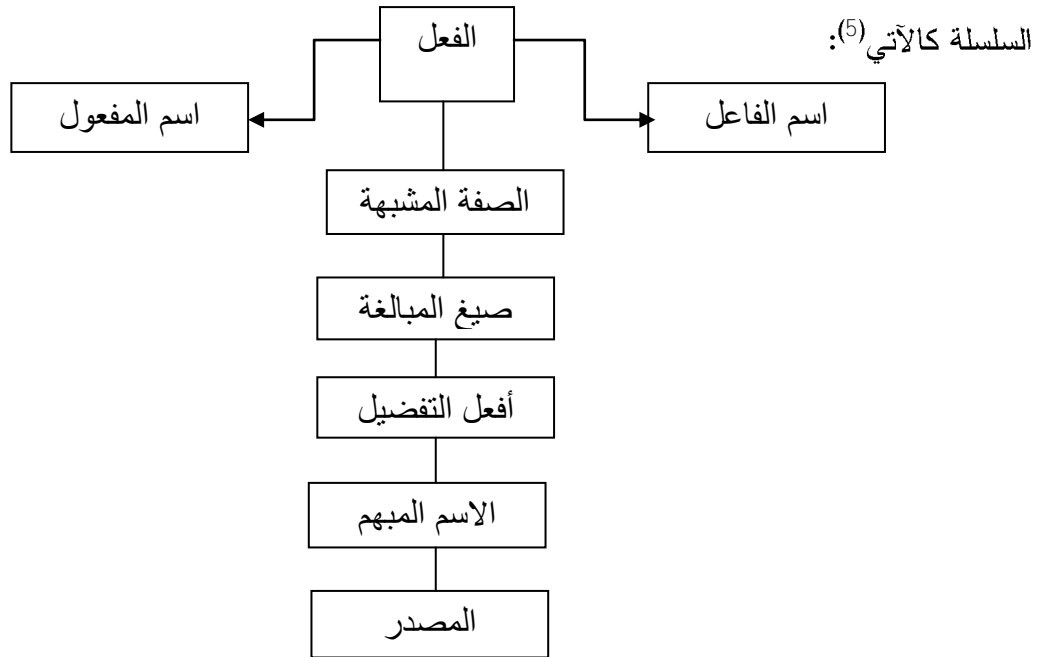 السلسلة كالآتي(5):
الفعل
اسم الفاعل
اسم المفعول
الصفة المشبهة
صيغ المبالغة
أفعل التفضيل
الاسم المبهم
المصدر